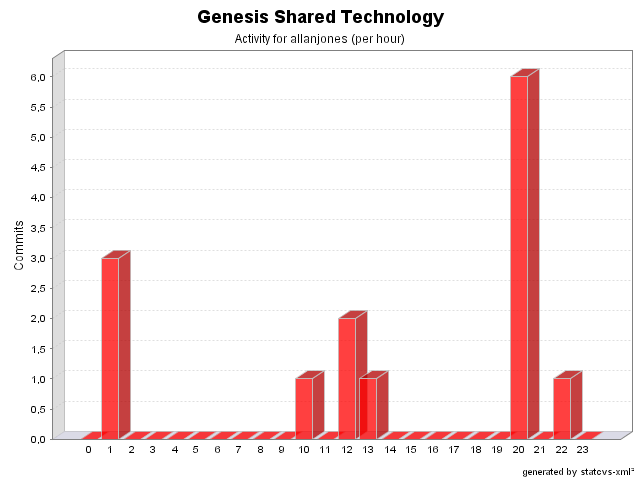 Genesis Shared Technology
Activity for allanjones (per hour)
Commits
6,0
5,5
5,0
4,5
4,0
3,5
3,0
2,5
2,0
1,5
1,0
0,5
0,0
0 1 2 3 4 5 6 7 8 9 10 11 12 13 14 15 16 17 18 19 20 21 22 23
generated by statcvs-xml²